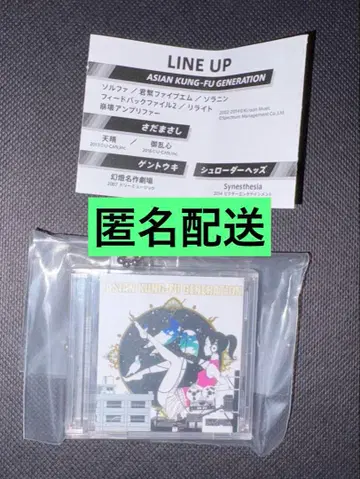 LINE UP
ASIAN KUNG-FU GENERATION
ソルファ / 君繋ファイブエム / ソラニン
フィードバックファイル2 / リライト
崩壊アンプリファー
さだまさし
天晴 / 御乱心
ゲントウキ
幻燈名作劇場
シュローダーヘッズ
Synesthesia
匿名配送
ASIAN KUNG-FU GENERATION